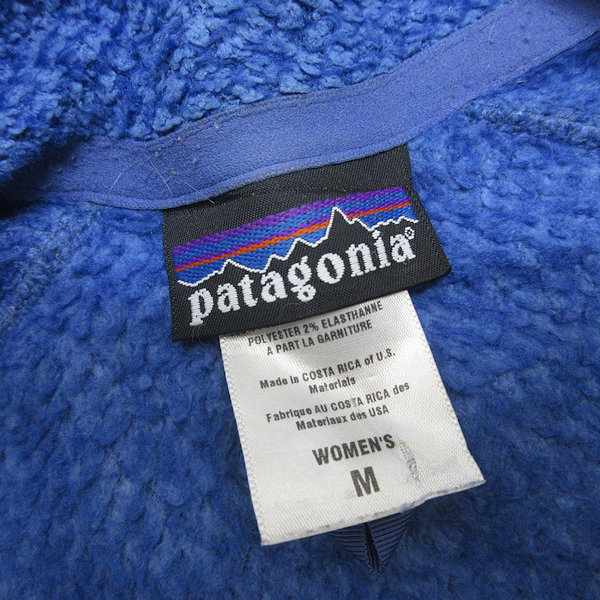 patagonia®
POLYESTER 2% ELASTHANNE
A PART LA GARNITURE
Made in COSTA RICA of U.S.
Materials
Fabrique AU COSTA RICA des
Materiaux des USA
WOMEN'S
M